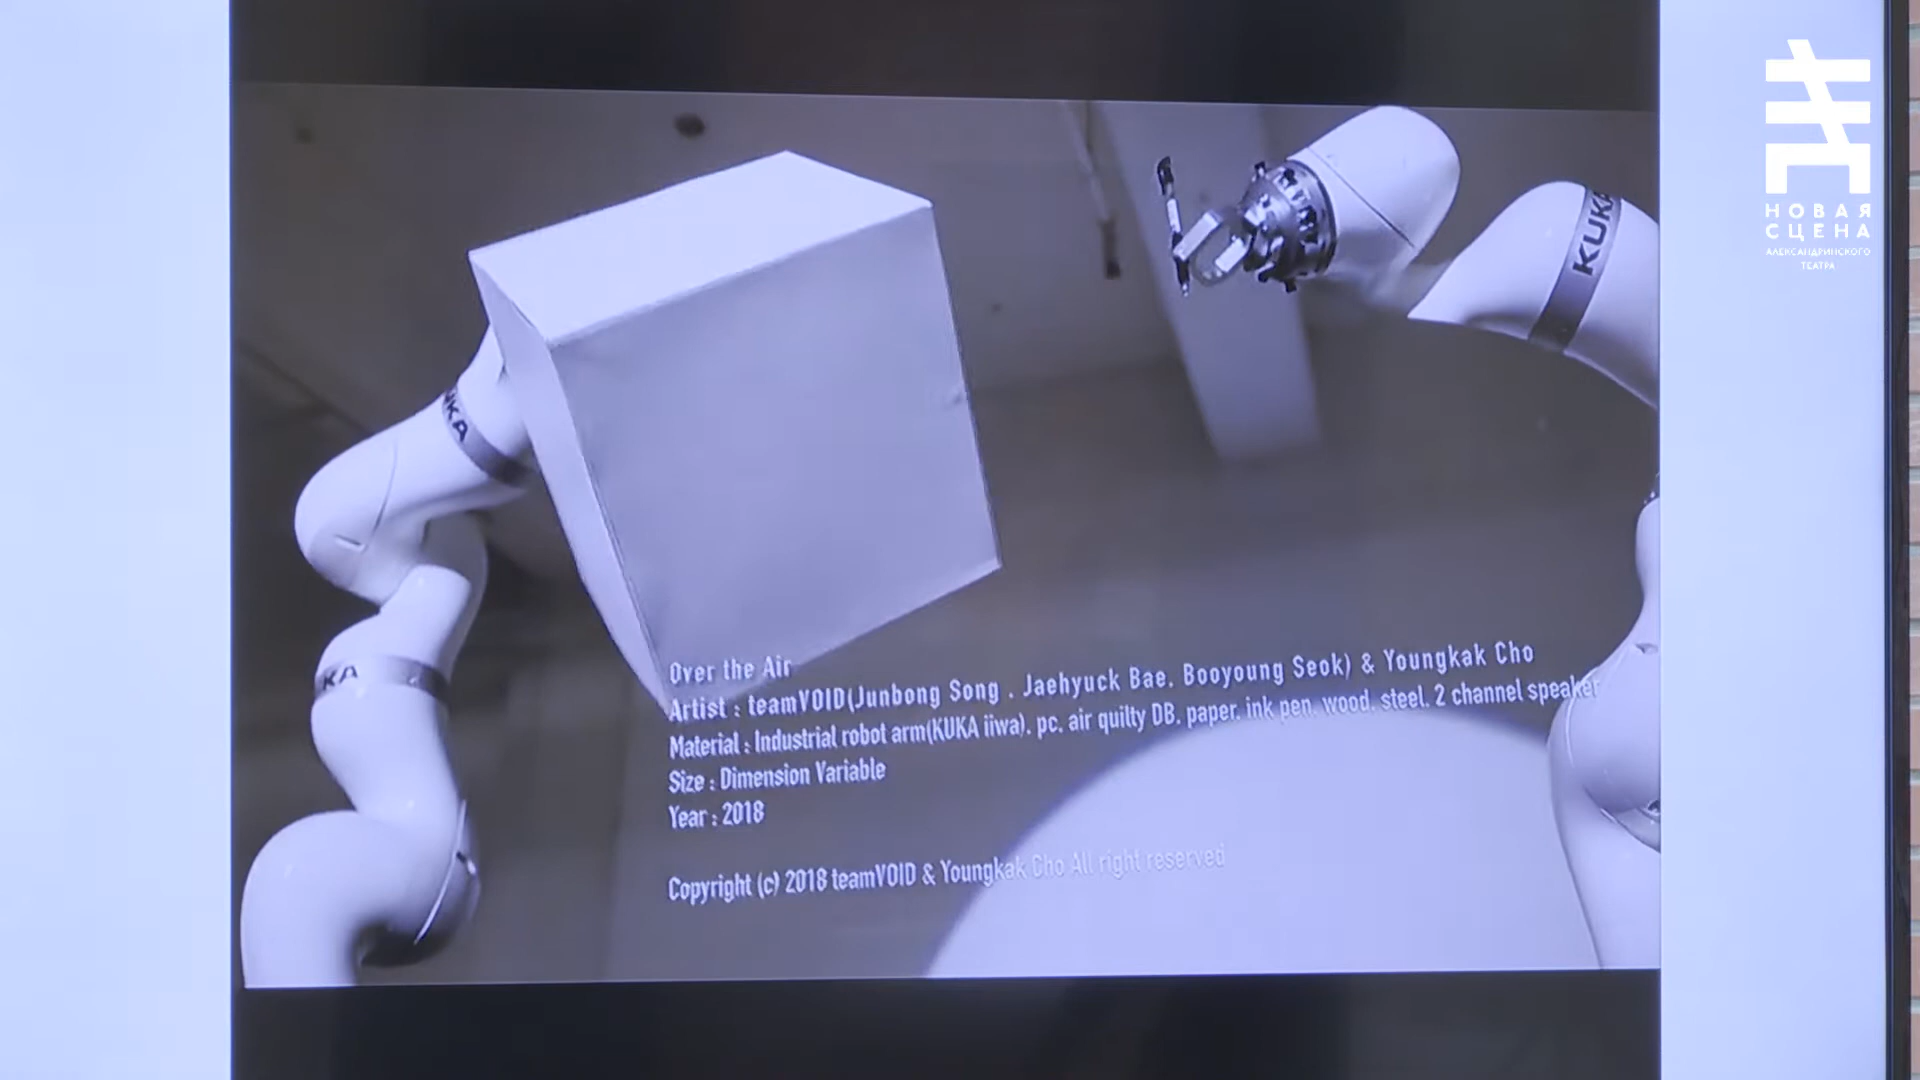 НОВАЯ
СЦЕНА
АЛЕКСАНДРИНСКОГО
ТЕАТРА
KUKA
UKA
KA
Over the Air
Artist : teamVOID(Junbong Song . Jaehyuck Bae. Booyoung Seok) & Youngkak Cho
Material : Industrial robot arm(KUKA iiwa). pc. air quilty DB. paper. ink pen. wood. steel. 2 channel speaker
Size : Dimension Variable
Year : 2018
Copyright (c) 2018 teamVOID & Youngkak Cho All right reserved